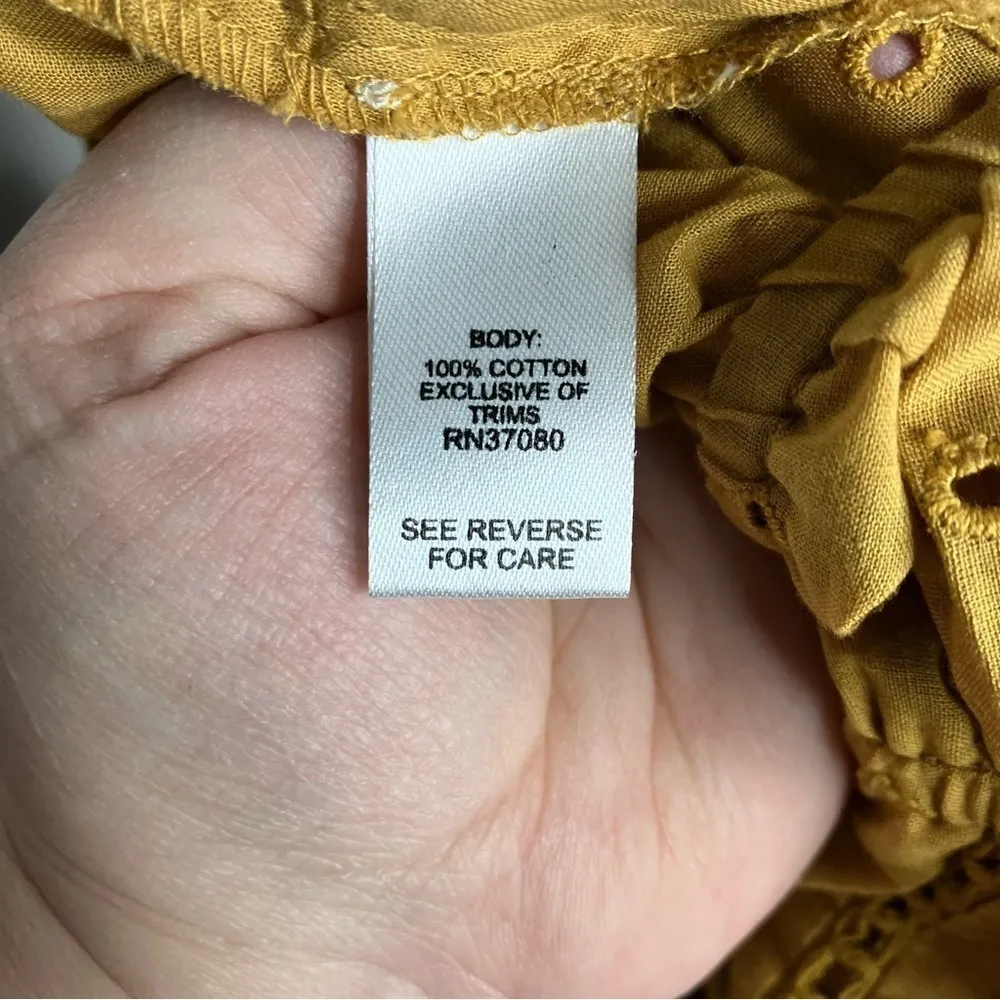 BODY:
100% COTTON
EXCLUSIVE OF
TRIMS
RN37080
SEE REVERSE
FOR CARE